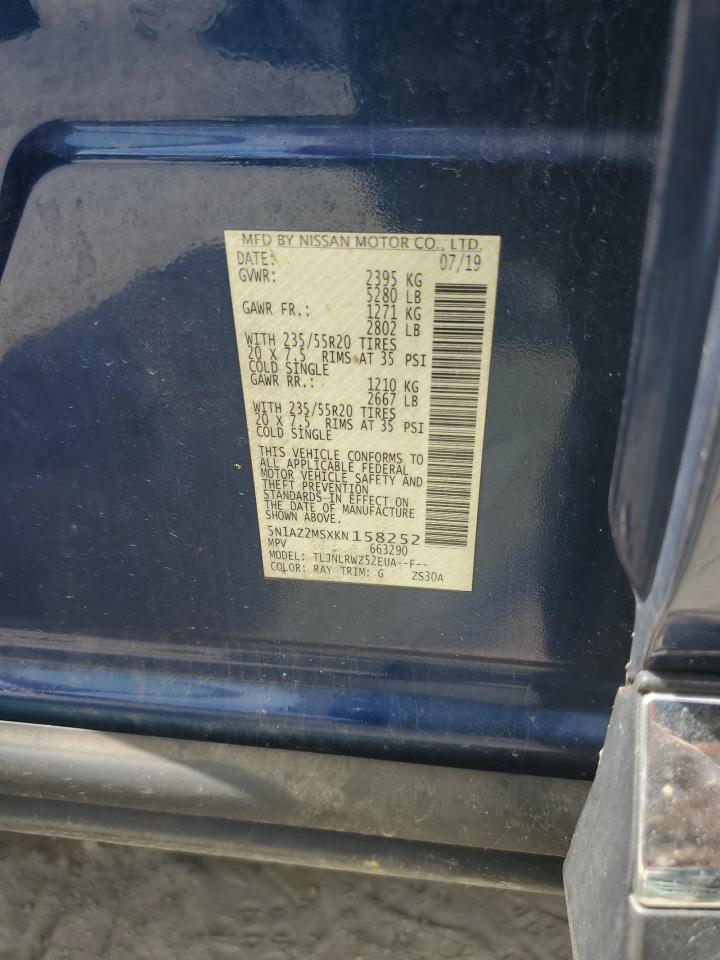 MFD BY NISSAN MOTOR CO., LTD.
DATE: 07/19
GVWR: 2395 KG
5280 LB
GAWR FR.: 1271 KG
2802 LB
WITH 235/55R20 TIRES
20 X 7.5 RIMS AT 35 PSI
COLD SINGLE
GAWR RR.: 1210 KG
2667 LB
WITH 235/55R20 TIRES
20 X 7.5 RIMS AT 35 PSI
COLD SINGLE
THIS VEHICLE CONFORMS TO
ALL APPLICABLE FEDERAL
MOTOR VEHICLE SAFETY AND
THEFT PREVENTION
STANDARDS IN EFFECT ON
THE DATE OF MANUFACTURE
SHOWN ABOVE.
5N1AZ2MSXKN158252
MPV 663290
MODEL: TLJNLRWZ52EUA--F--
COLOR: RAY TRIM: G ZS30A